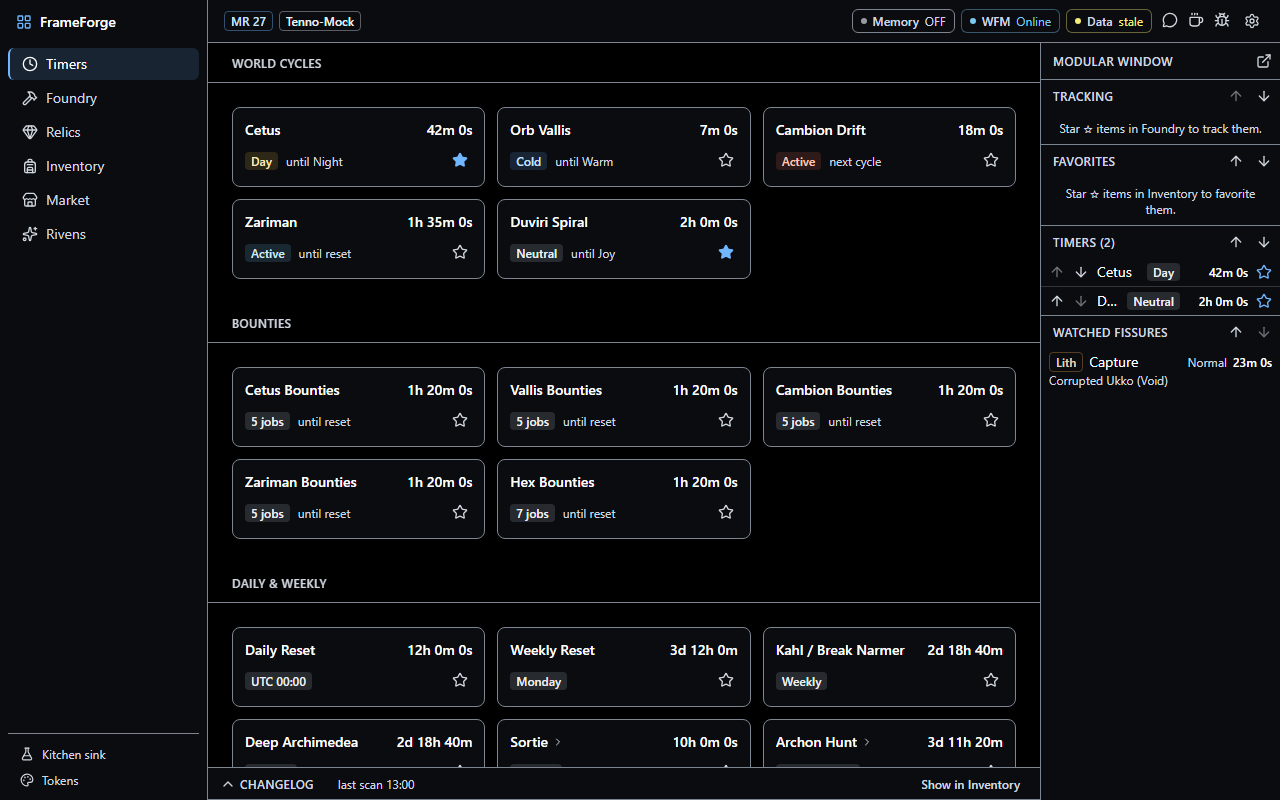 FrameForge
MR 27
Tenno-Mock
Memory OFF
WFM Online
Data stale
Timers
Foundry
Relics
Inventory
Market
Rivens
Kitchen sink
Tokens
WORLD CYCLES
Cetus 42m 0s
Day until Night
Orb Vallis 7m 0s
Cold until Warm
Cambion Drift 18m 0s
Active next cycle
Zariman 1h 35m 0s
Active until reset
Duviri Spiral 2h 0m 0s
Neutral until Joy
BOUNTIES
Cetus Bounties 1h 20m 0s
5 jobs until reset
Vallis Bounties 1h 20m 0s
5 jobs until reset
Cambion Bounties 1h 20m 0s
5 jobs until reset
Zariman Bounties 1h 20m 0s
5 jobs until reset
Hex Bounties 1h 20m 0s
7 jobs until reset
DAILY & WEEKLY
Daily Reset 12h 0m 0s
UTC 00:00
Weekly Reset 3d 12h 0m
Monday
Kahl / Break Narmer 2d 18h 40m
Weekly
Deep Archimedea 2d 18h 40m
Sortie 10h 0m 0s
Archon Hunt 3d 11h 20m
CHANGELOG last scan 13:00 Show in Inventory
MODULAR WINDOW
TRACKING
Star ☆ items in Foundry to track them.
FAVORITES
Star ☆ items in Inventory to favorite
them.
TIMERS (2)
Cetus Day 42m 0s
D... Neutral 2h 0m 0s
WATCHED FISSURES
Lith Capture Normal 23m 0s
Corrupted Ukko (Void)